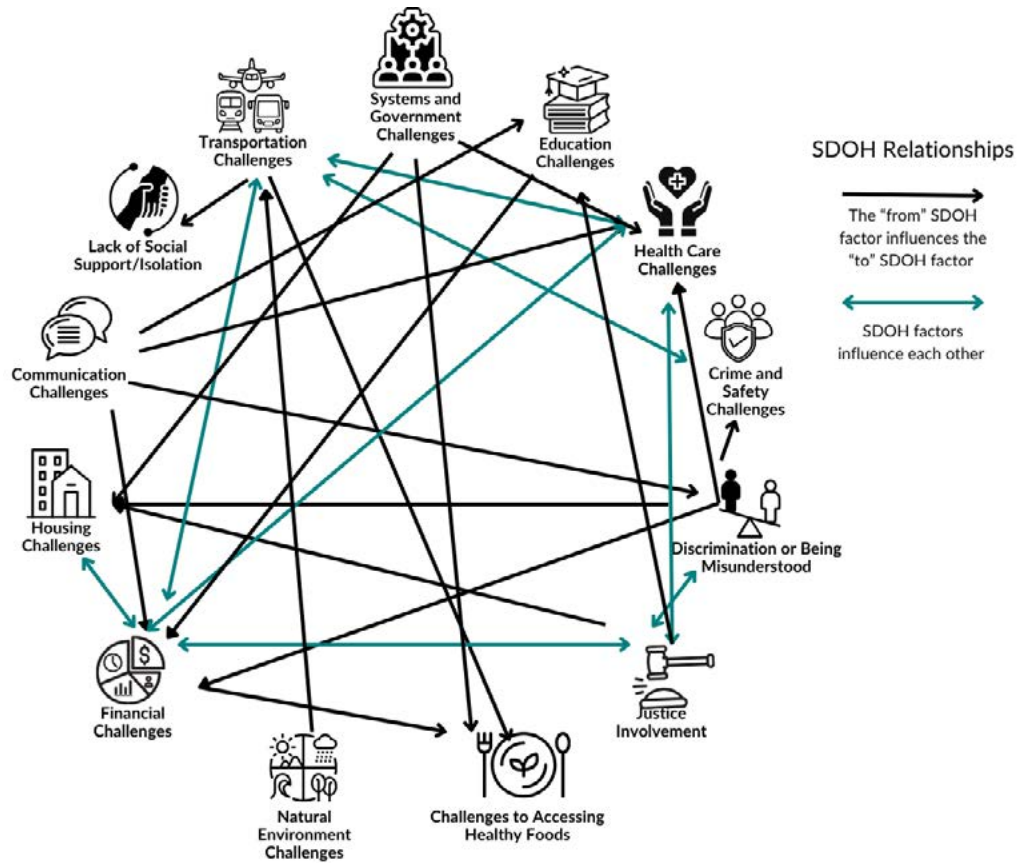 Systems and
Government
Challenges
Transportation
Challenges
Education
Challenges
SDOH Relationships
The "from" SDOH
factor influences the
"to" SDOH factor
SDOH factors
influence each other
Lack of Social
Support/Isolation
Health Care
Challenges
Communication
Challenges
Crime and
Safety
Challenges
Housing
Challenges
Discrimination or Being
Misunderstood
$
Financial
Challenges
Justice
Involvement
Natural
Environment
Challenges
Challenges to Accessing
Healthy Foods